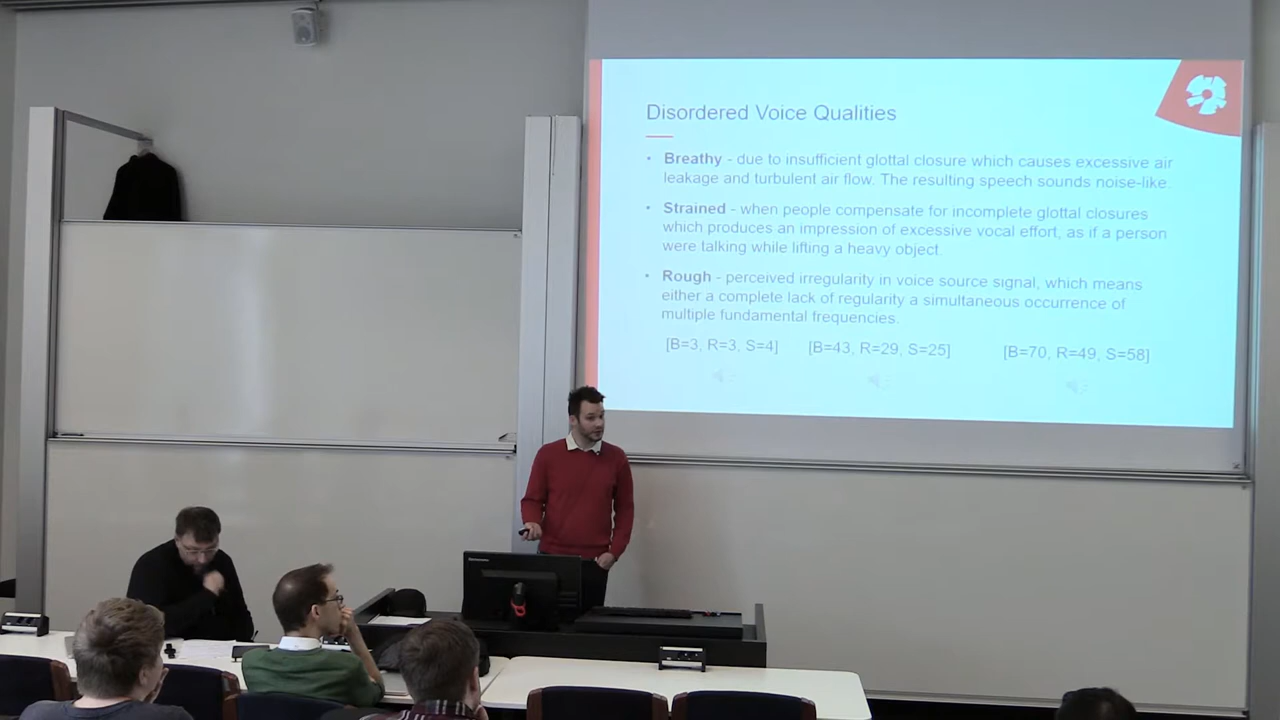 Disordered Voice Qualities
• Breathy - due to insufficient glottal closure which causes excessive air
leakage and turbulent air flow. The resulting speech sounds noise-like.
• Strained - when people compensate for incomplete glottal closures
which produces an impression of excessive vocal effort, as if a person
were talking while lifting a heavy object.
• Rough - perceived irregularity in voice source signal, which means
either a complete lack of regularity a simultaneous occurrence of
multiple fundamental frequencies.
[B=3, R=3, S=4] [B=43, R=29, S=25] [B=70, R=49, S=58]